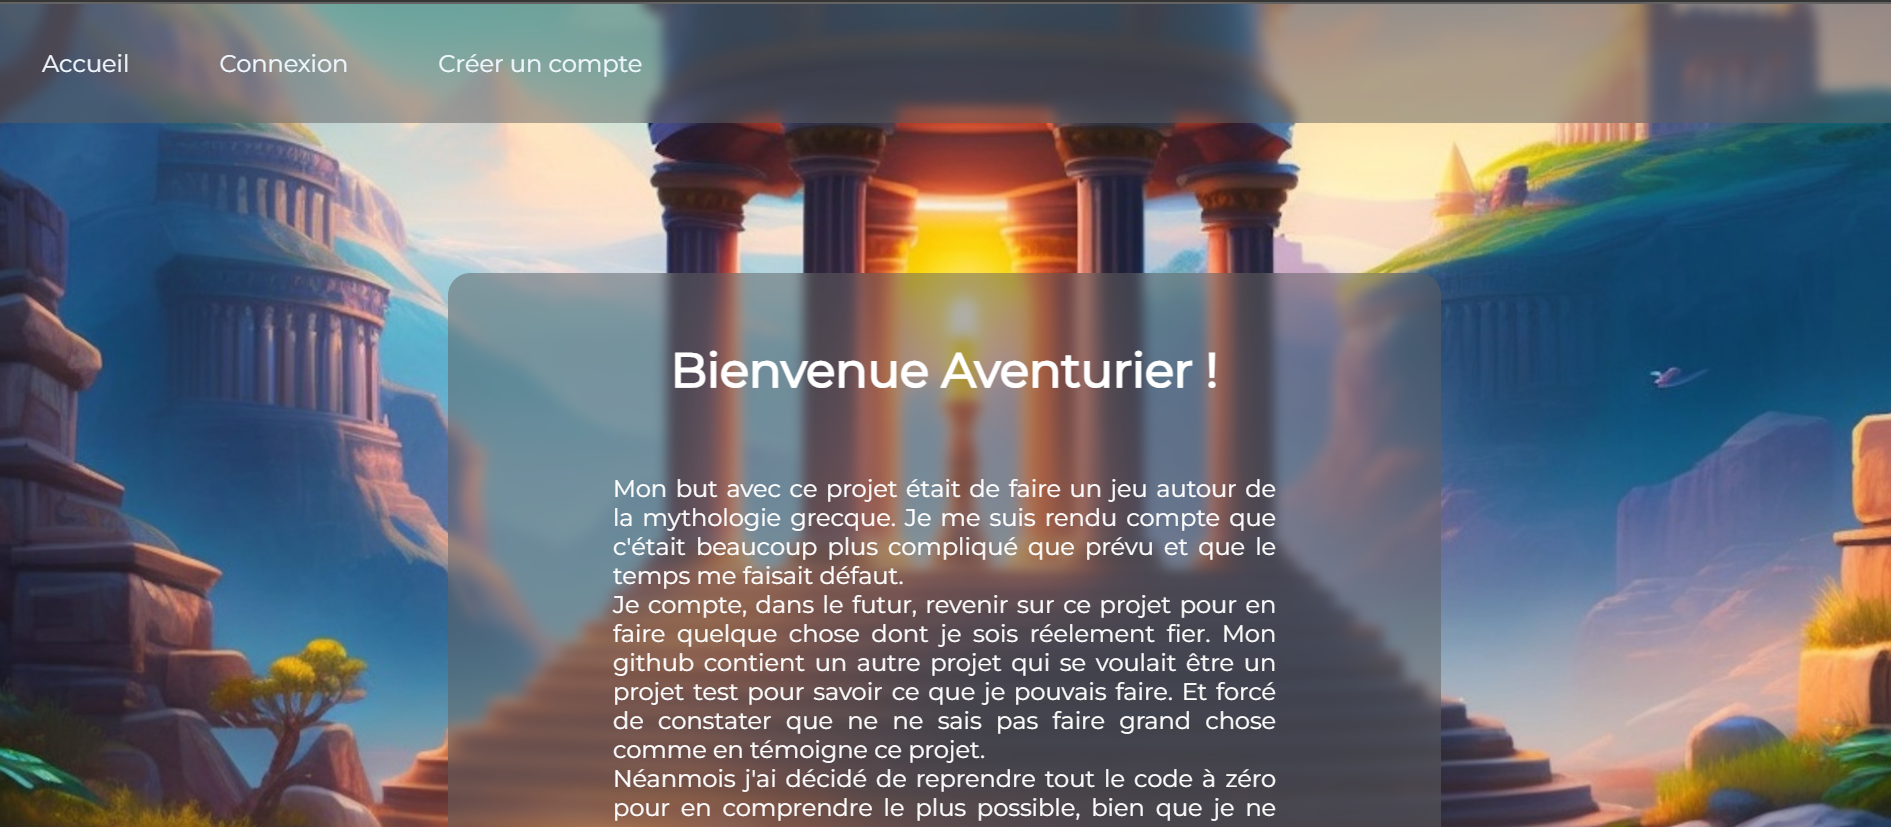 Accueil Connexion Créer un compte
Bienvenue Aventurier !
Mon but avec ce projet était de faire un jeu autour de
la mythologie grecque. Je me suis rendu compte que
c'était beaucoup plus compliqué que prévu et que le
temps me faisait défaut.
Je compte, dans le futur, revenir sur ce projet pour en
faire quelque chose dont je sois réelement fier. Mon
github contient un autre projet qui se voulait être un
projet test pour savoir ce que je pouvais faire. Et forcé
de constater que ne ne sais pas faire grand chose
comme en témoigne ce projet.
Néanmois j'ai décidé de reprendre tout le code à zéro
pour en comprendre le plus possible, bien que je ne